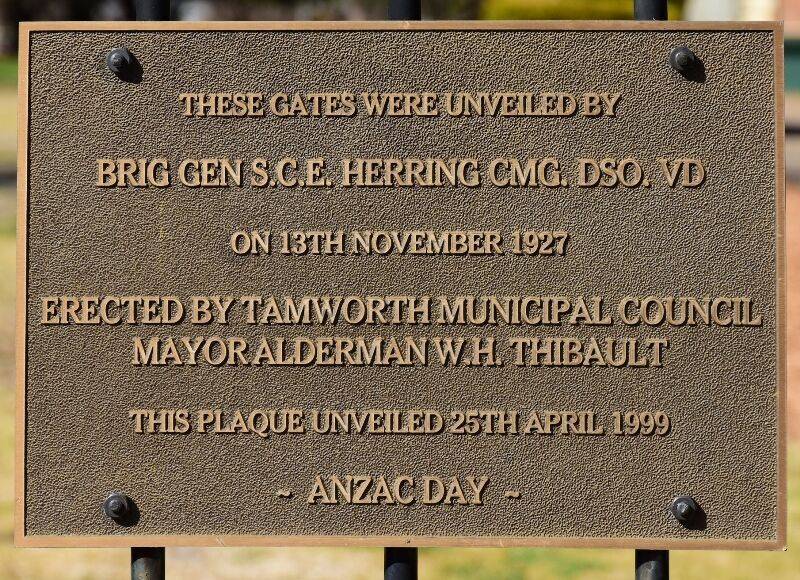 THESE GATES WERE UNVEILED BY
BRIG GEN S.C.E. HERRING CMG. DSO. VD
ON 13TH NOVEMBER 1927
ERECTED BY TAMWORTH MUNICIPAL COUNCIL
MAYOR ALDERMAN W.H. THIBAULT
THIS PLAQUE UNVEILED 25TH APRIL 1999
~ ANZAC DAY ~